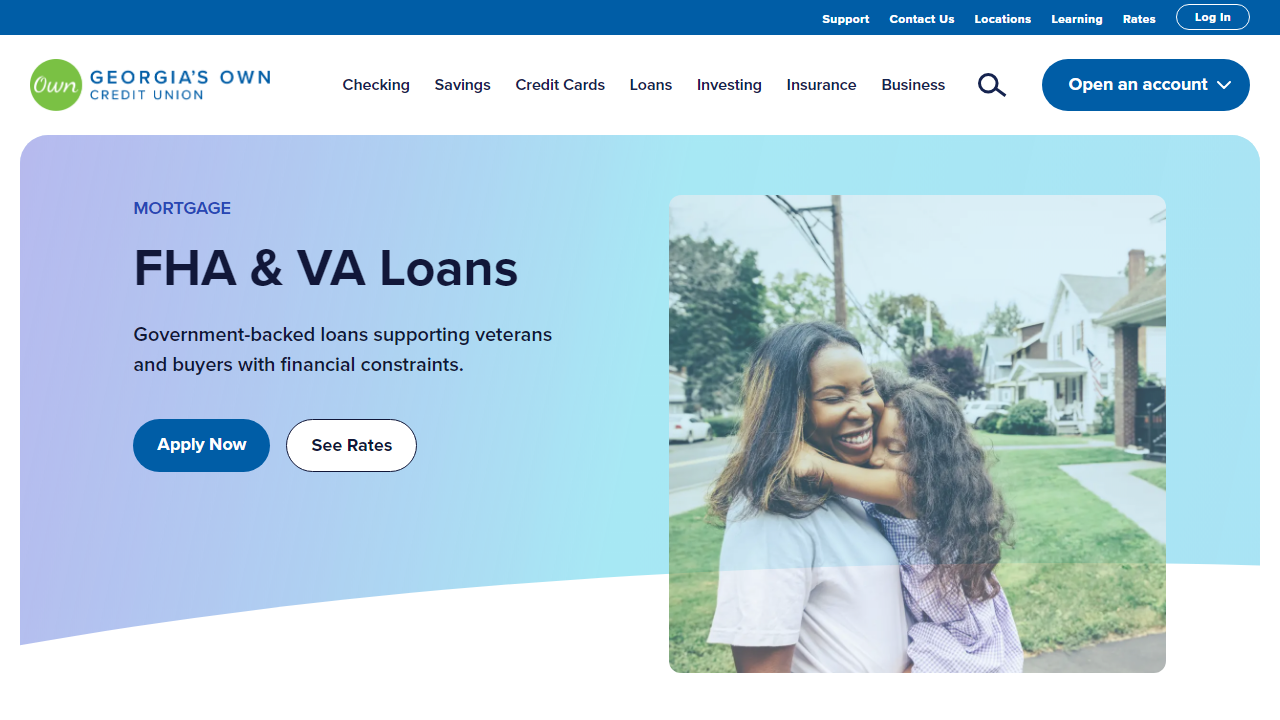 Support Contact Us Locations Learning Rates Log In
Own GEORGIA'S OWN
CREDIT UNION
Checking Savings Credit Cards Loans Investing Insurance Business Open an account
MORTGAGE
FHA & VA Loans
Government-backed loans supporting veterans
and buyers with financial constraints.
Apply Now See Rates